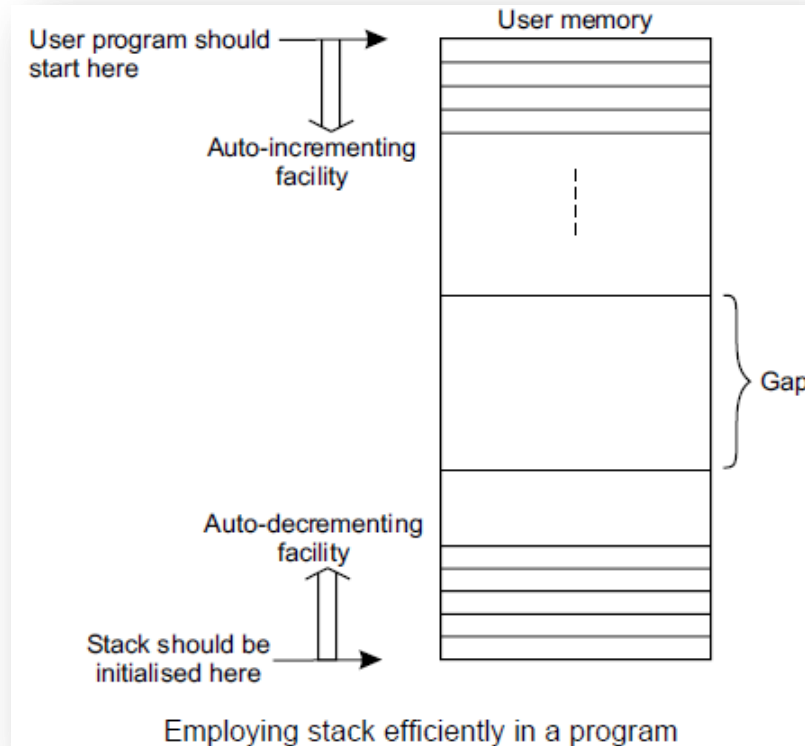 User memory
User program should
start here
Auto-incrementing
facility
Gap
Auto-decrementing
facility
Stack should be
initialised here
Employing stack efficiently in a program